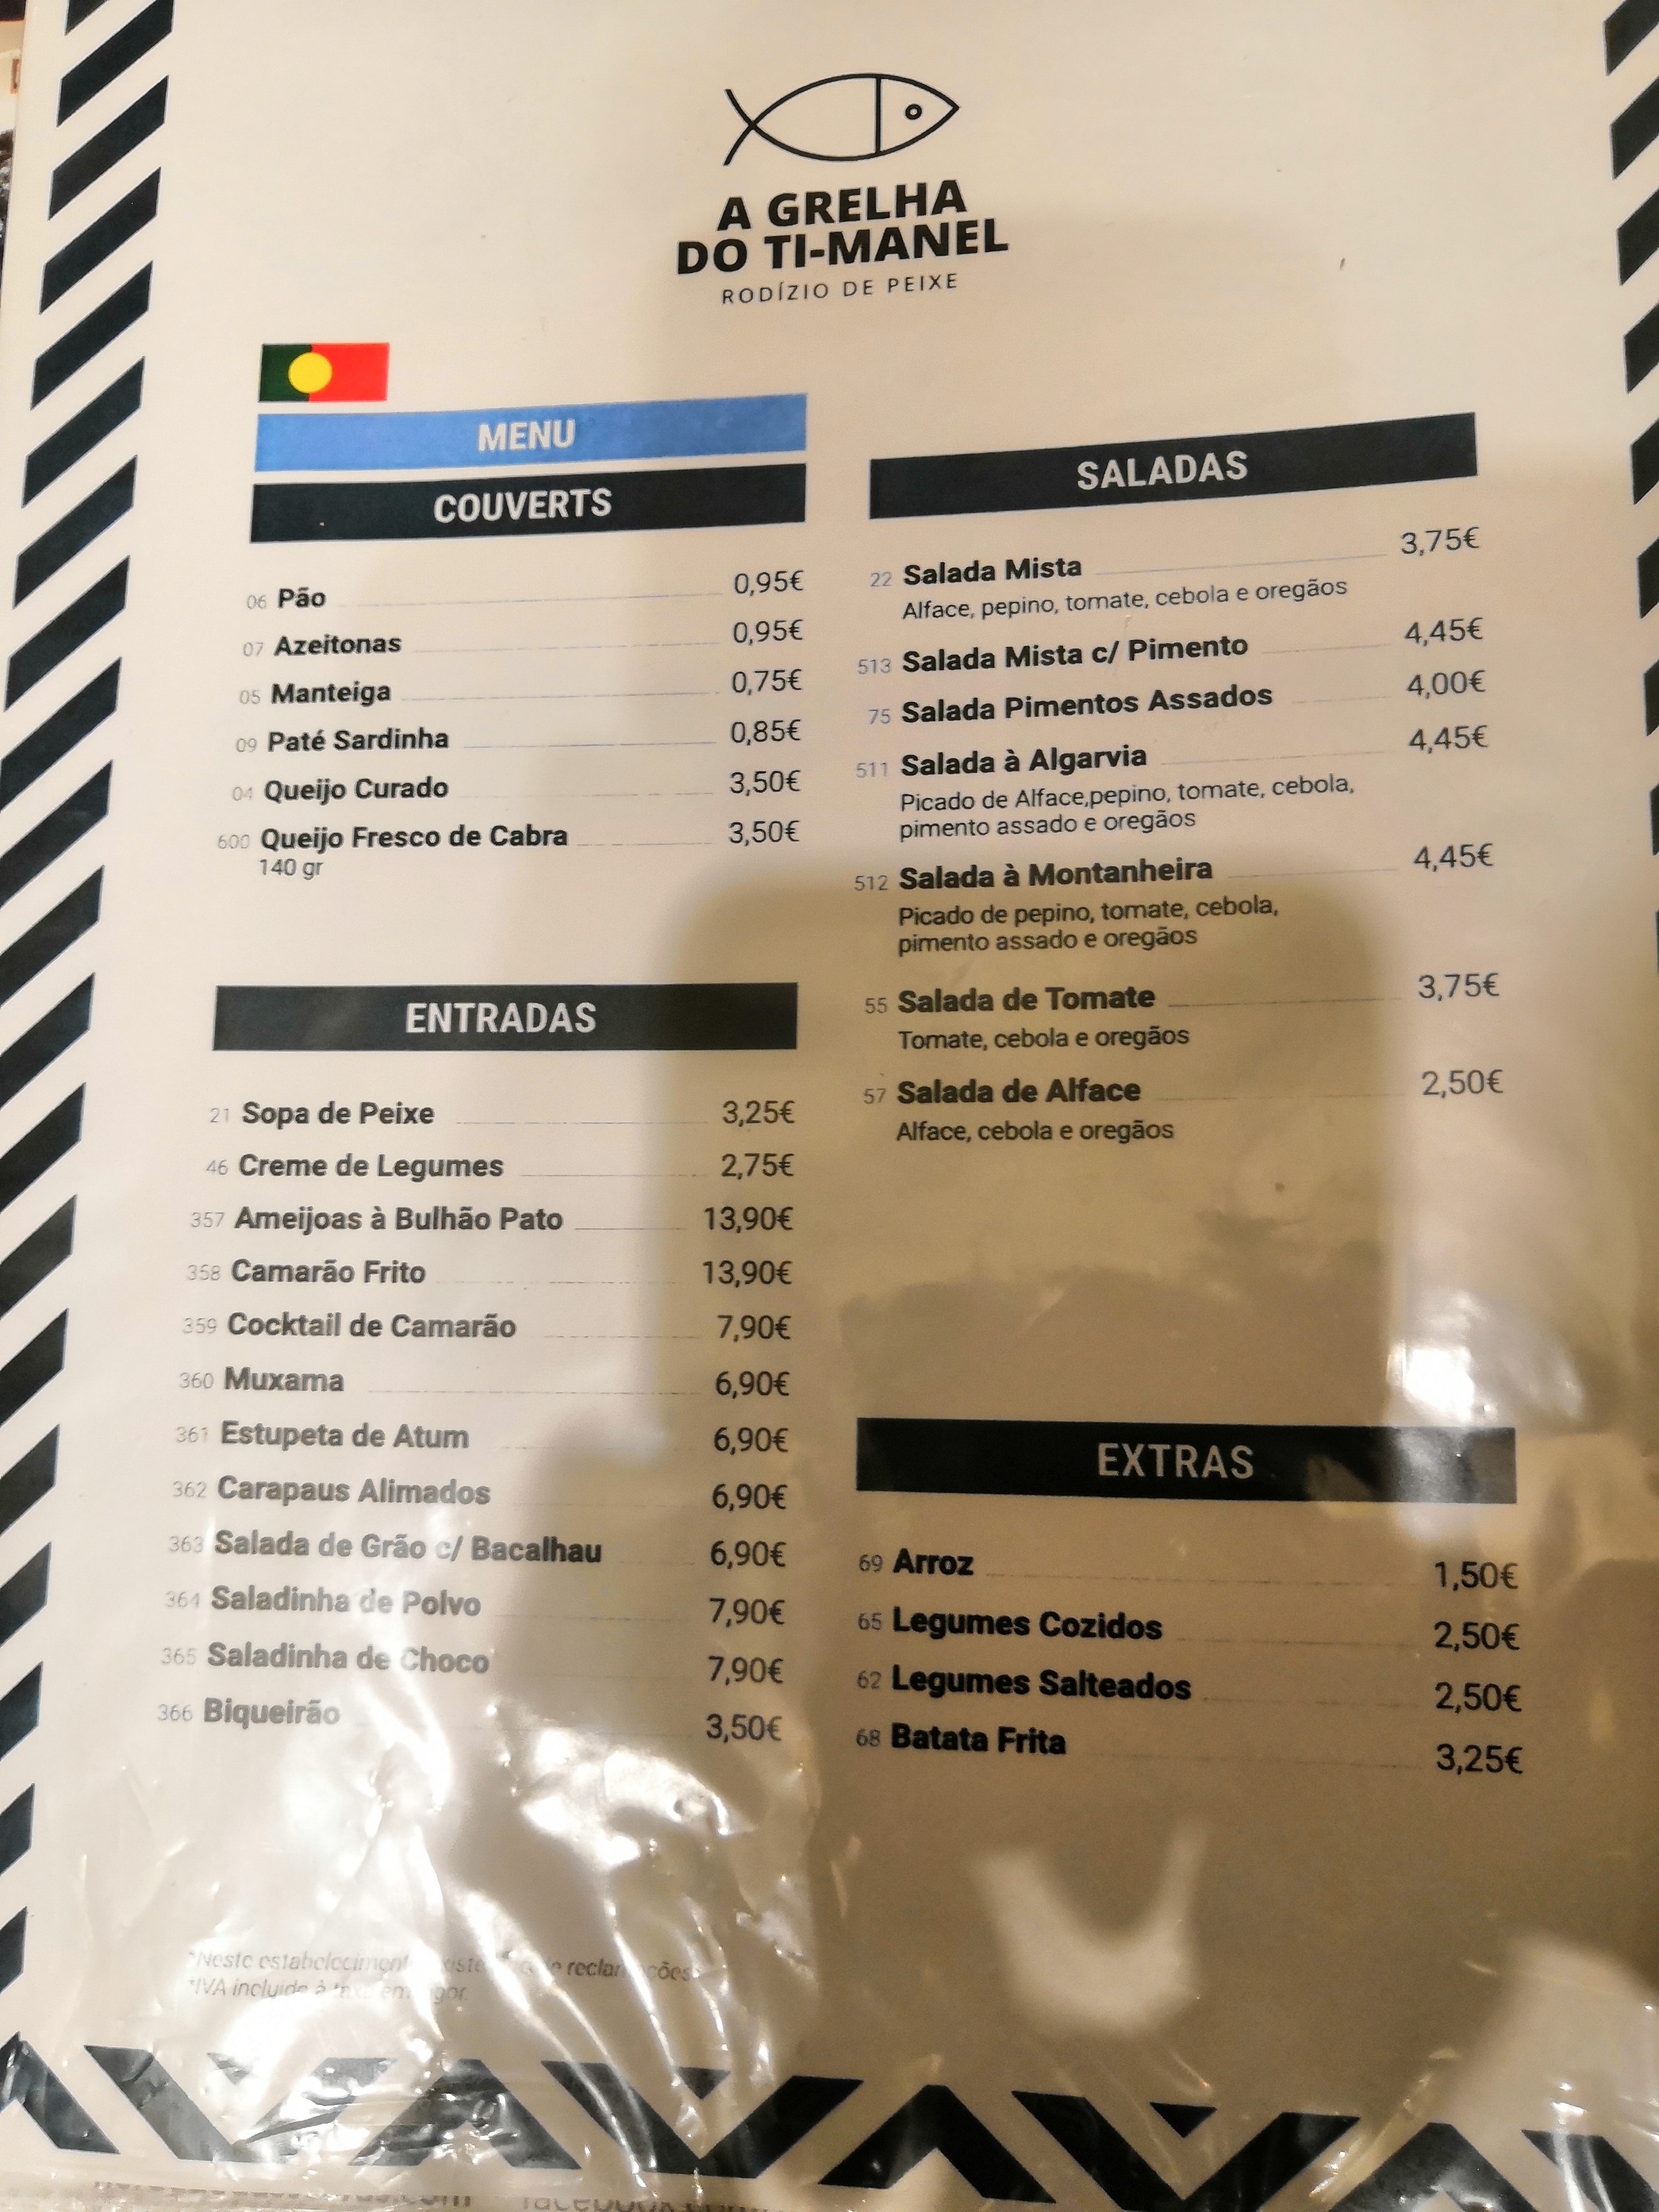 A GRELHA
DO TI-MANEL
RODÍZIO DE PEIXE
MENU
COUVERTS
06 Pão 0,95€
07 Azeitonas 0,95€
05 Manteiga 0,75€
09 Paté Sardinha 0,85€
04 Queijo Curado 3,50€
600 Queijo Fresco de Cabra 3,50€
140 gr
ENTRADAS
21 Sopa de Peixe 3,25€
46 Creme de Legumes 2,75€
357 Ameijoas à Bulhão Pato 13,90€
358 Camarão Frito 13,90€
359 Cocktail de Camarão 7,90€
360 Muxama 6,90€
361 Estupeta de Atum 6,90€
362 Carapaus Alimados 6,90€
363 Salada de Grão c/ Bacalhau 6,90€
364 Saladinha de Polvo 7,90€
365 Saladinha de Choco 7,90€
366 Biqueirão 3,50€
*Neste
*IVA incluido à em
SALADAS
22 Salada Mista 3,75€
Alface, pepino, tomate, cebola e oregãos
513 Salada Mista c/ Pimento 4,45€
75 Salada Pimentos Assados 4,00€
511 Salada à Algarvia 4,45€
Picado de Alface,pepino, tomate, cebola,
pimento assado e oregãos
512 Salada à Montanheira 4,45€
Picado de pepino, tomate, cebola,
pimento assado e oregãos
55 Salada de Tomate 3,75€
Tomate, cebola e oregãos
57 Salada de Alface 2,50€
Alface, cebola e oregãos
EXTRAS
69 Arroz 1,50€
65 Legumes Cozidos 2,50€
62 Legumes Salteados 2,50€
68 Batata Frita 3,25€